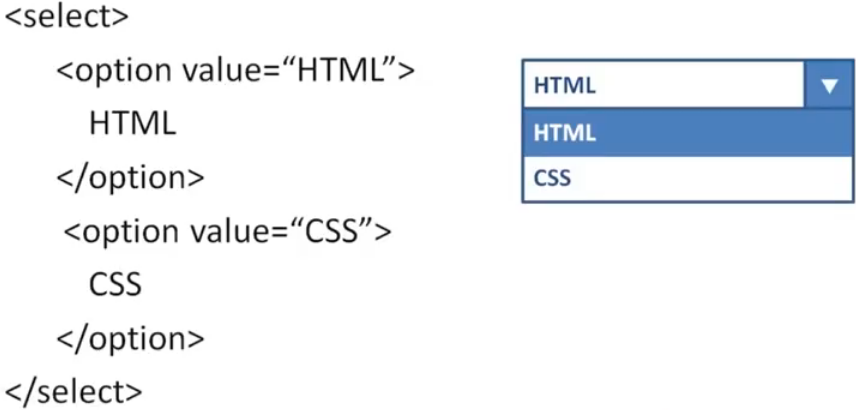 <select>
<option value=“HTML”>
HTML
</option>
<option value=“CSS”>
CSS
</option>
</select>
HTML
HTML
CSS